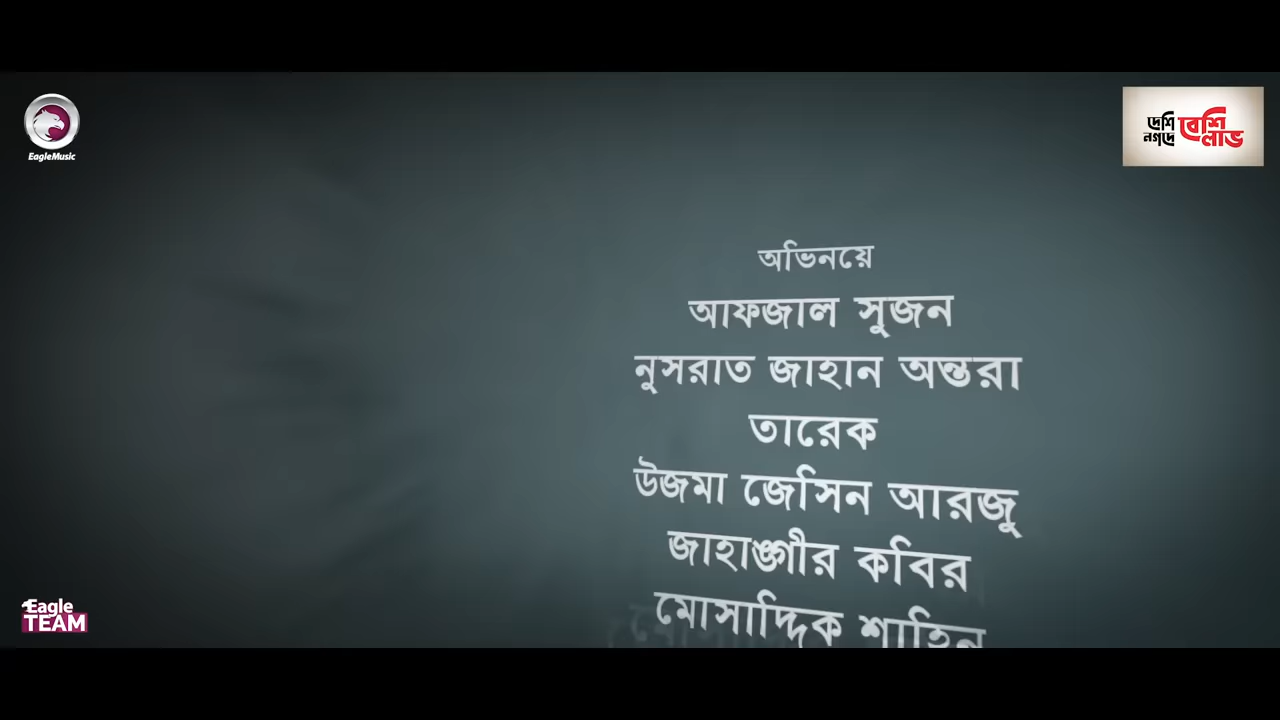 EagleMusic
দেশি বেশি
নগদে লাভ
অভিনয়ে
আফজাল সুজন
নুসরাত জাহান অন্তরা
তারেক
উজমা জেসিন আরজু
জাহাঙ্গীর কবির
মোসাদ্দিক শাহিন
Eagle
TEAM